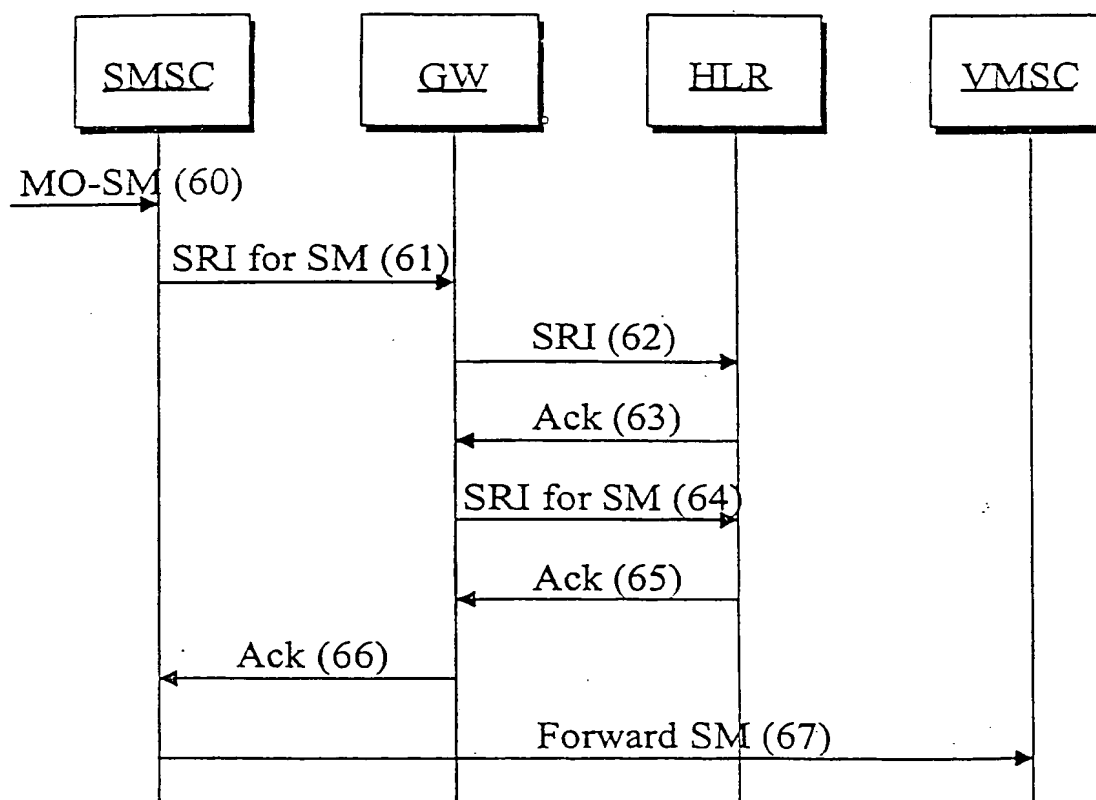 SMSC GW HLR VMSC
MO-SM (60)
SRI for SM (61)
SRI (62)
Ack (63)
SRI for SM (64)
Ack (65)
Ack (66)
Forward SM (67)